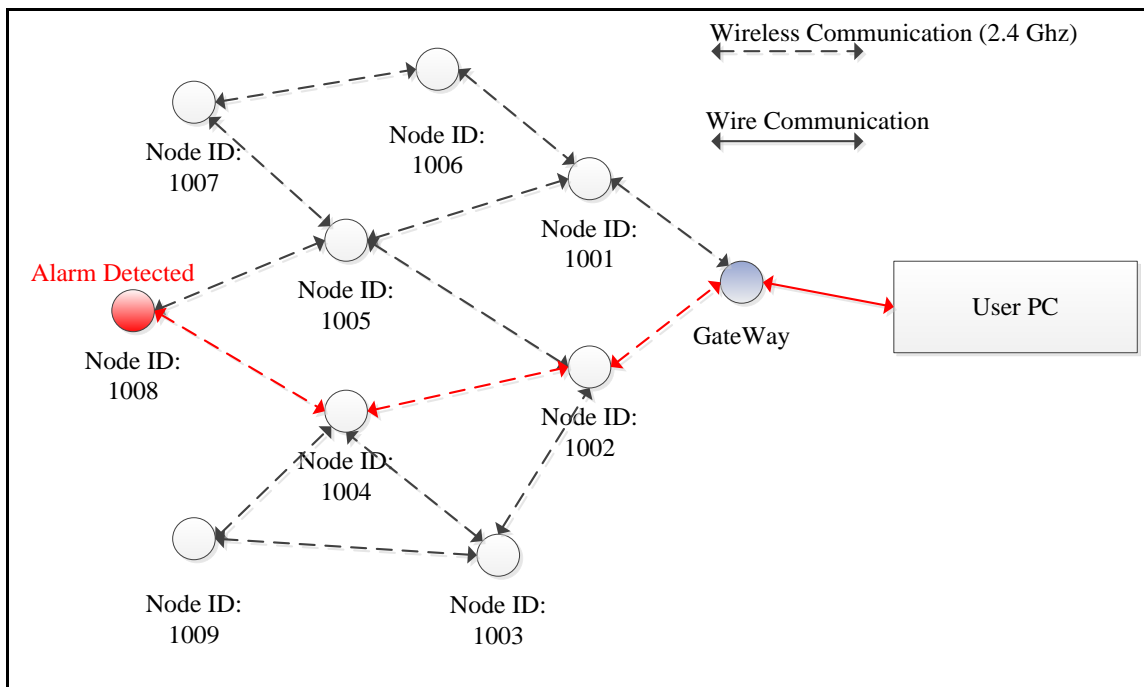 Wireless Communication (2.4 Ghz)
Wire Communication
Node ID:
1006
Node ID:
1007
Node ID:
1001
Alarm Detected
Node ID:
1005
User PC
GateWay
Node ID:
1008
Node ID:
1002
Node ID:
1004
Node ID:
1009
Node ID:
1003